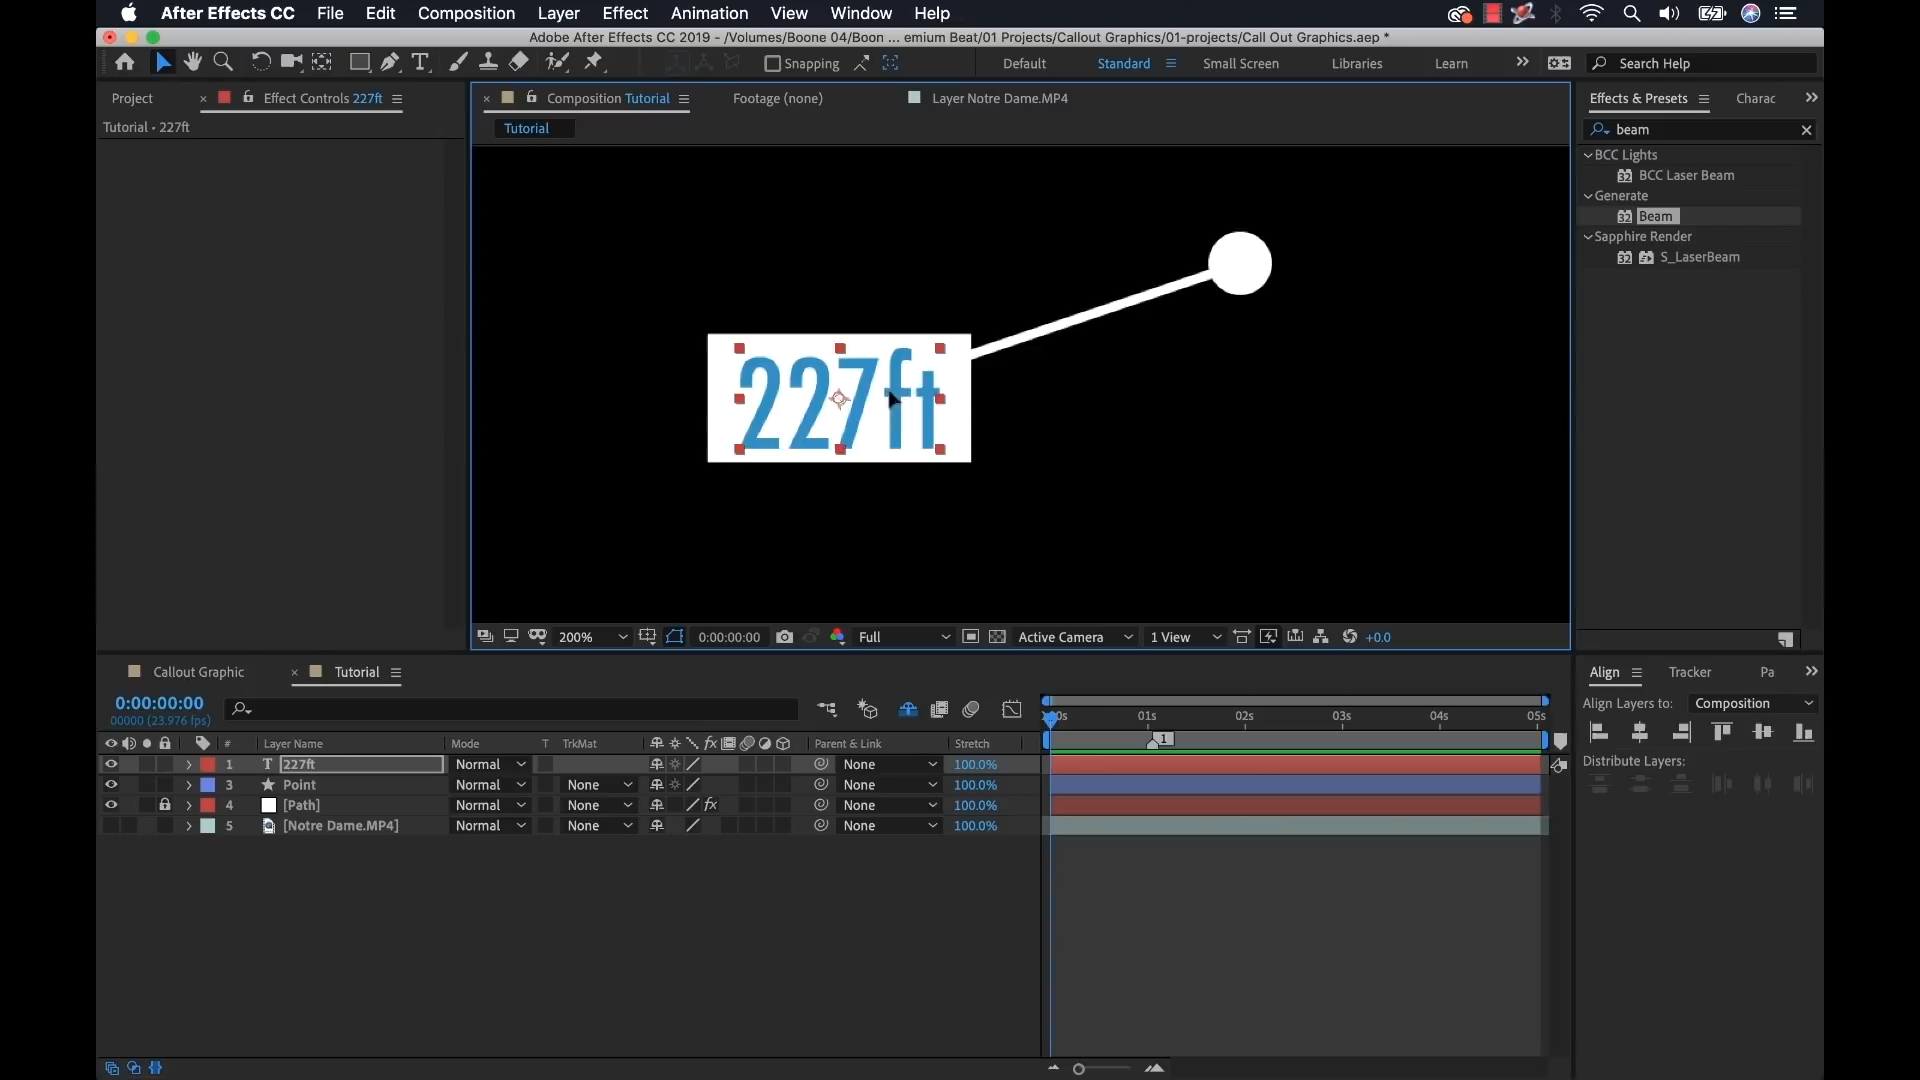 After Effects CC File Edit Composition Layer Effect Animation View Window Help
Adobe After Effects CC 2019 - /Volumes/Boone 04/Boon ... emium Beat/01 Projects/Callout Graphics/01-projects/Call Out Graphics.aep *
Snapping Default Standard Small Screen Libraries Learn Search Help
Project Effect Controls 227ft Composition Tutorial Footage (none) Layer Notre Dame.MP4 Effects & Presets Charac
Tutorial • 227ft Tutorial beam
BCC Lights
BCC Laser Beam
Generate
Beam
Sapphire Render
S_LaserBeam
227ft
200% 0:00:00:00 Full Active Camera 1 View +0.0
Callout Graphic Tutorial Align Tracker Pa
0:00:00:00
00000 (23.976 fps)
Align Layers to: Composition
01s 02s 03s 04s 05s
1
# Layer Name Mode T TrkMat Parent & Link Stretch
Distribute Layers:
1 T 227ft Normal None 100.0%
3 Point Normal None None 100.0%
4 [Path] Normal None fx None 100.0%
5 [Notre Dame.MP4] Normal None None 100.0%